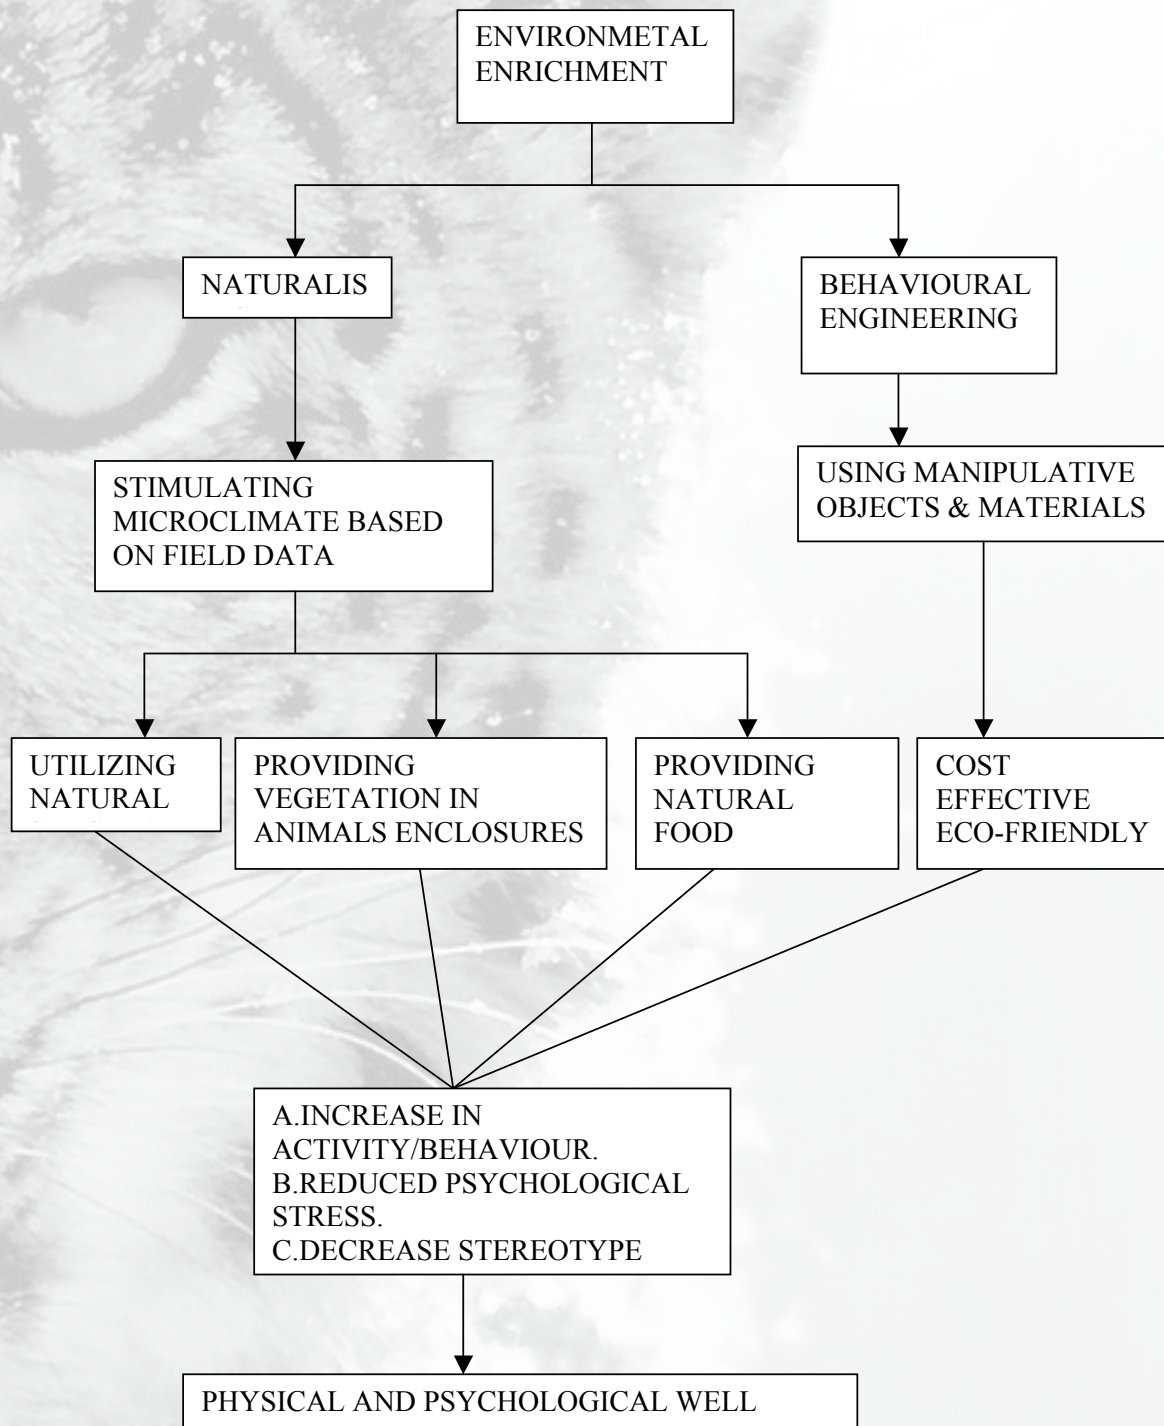 ENVIRONMETAL
ENRICHMENT
NATURALIS
BEHAVIOURAL
ENGINEERING
STIMULATING
MICROCLIMATE BASED
ON FIELD DATA
USING MANIPULATIVE
OBJECTS & MATERIALS
UTILIZING
NATURAL
PROVIDING
VEGETATION IN
ANIMALS ENCLOSURES
PROVIDING
NATURAL
FOOD
COST
EFFECTIVE
ECO-FRIENDLY
A.INCREASE IN
ACTIVITY/BEHAVIOUR.
B.REDUCED PSYCHOLOGICAL
STRESS.
C.DECREASE STEREOTYPE
PHYSICAL AND PSYCHOLOGICAL WELL